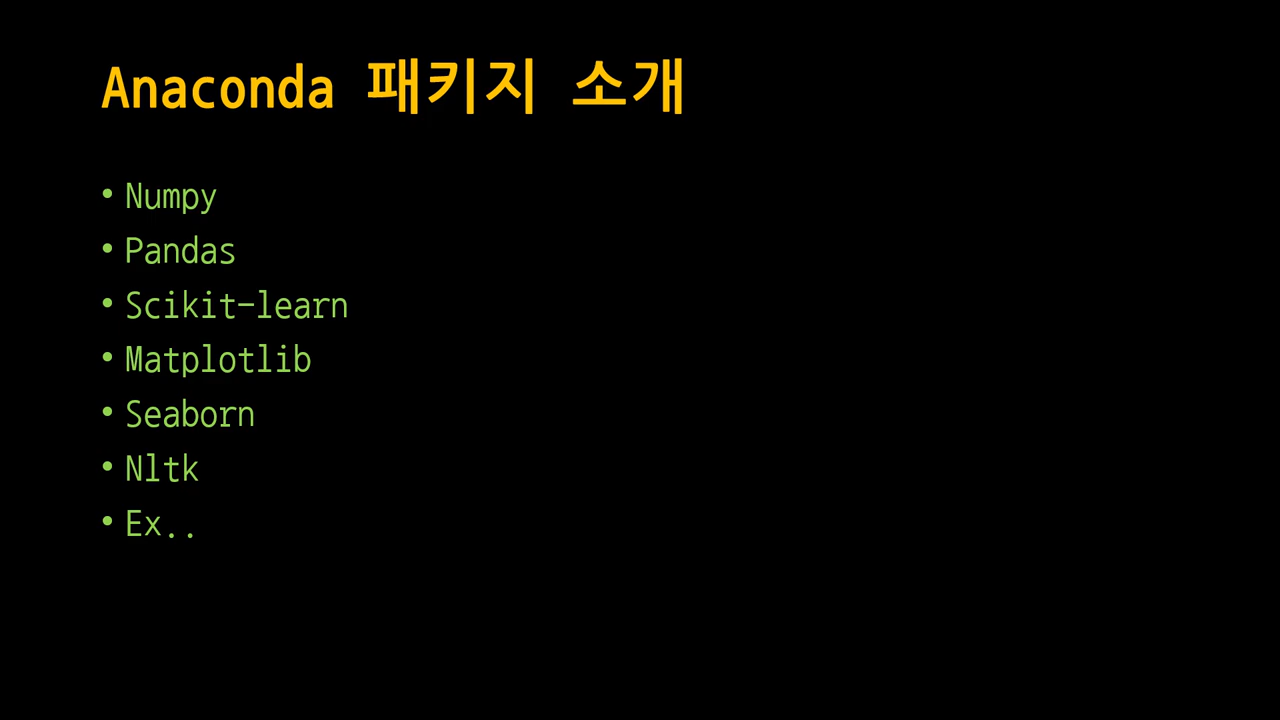 Anaconda 패키지 소개
• Numpy
• Pandas
• Scikit-learn
• Matplotlib
• Seaborn
• Nltk
• Ex..